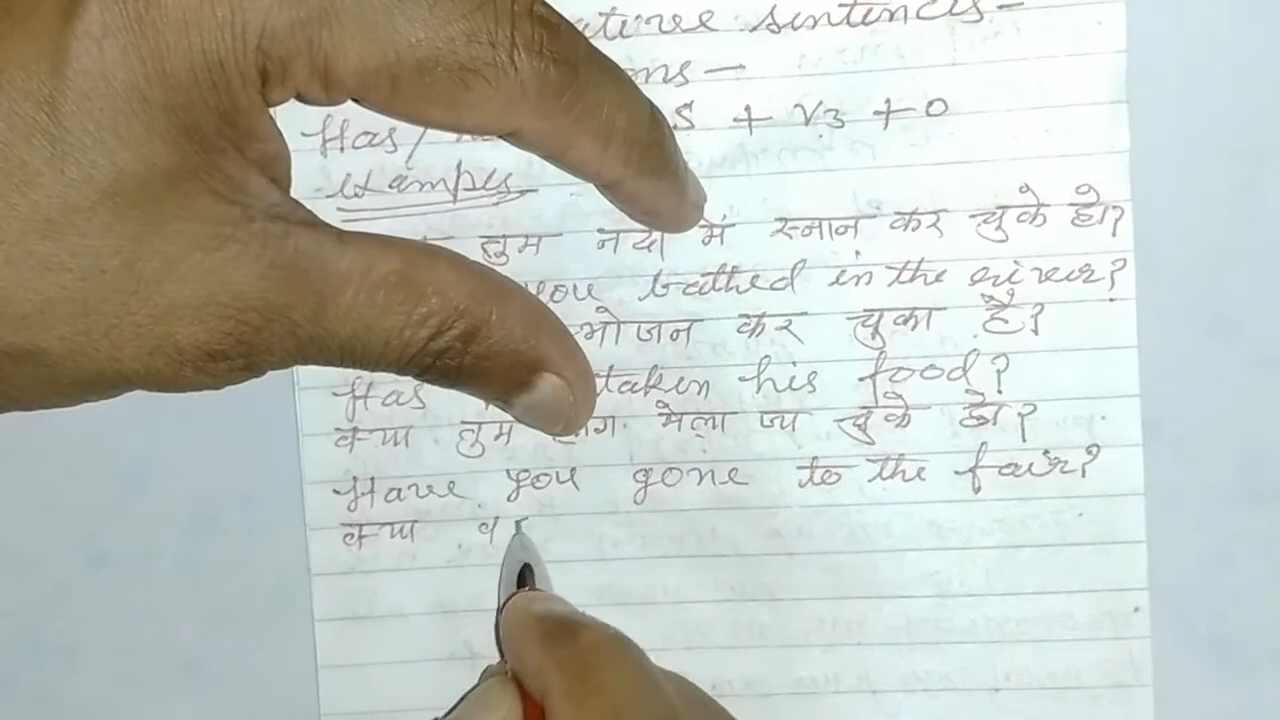 sentences-
Has/ S + V3 + O
Examples
तुम नदी में स्नान कर चुके हो?
you bathed in the river?
भोजन कर चुका है?
Has taken his food?
क्या तुम लोग मेला जा चुके हो?
Have you gone to the fair?
क्या